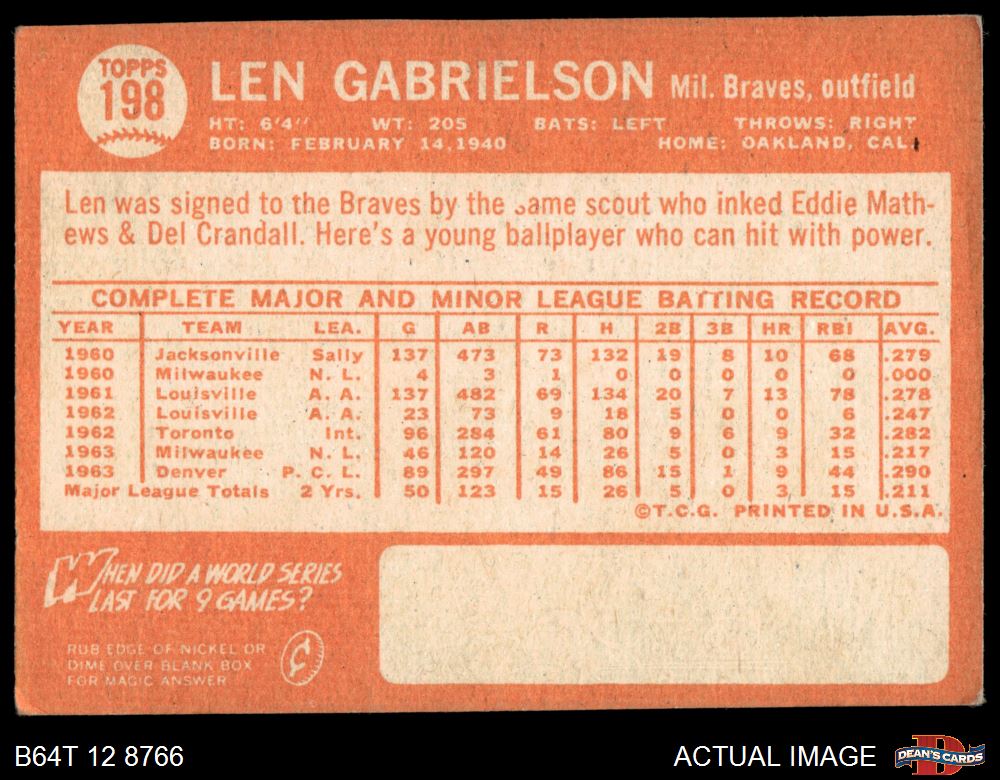 TOPPS
198
LEN GABRIELSON Mil. Braves, outfield
HT: 6'4" WT: 205 BATS: LEFT THROWS: RIGHT
BORN: FEBRUARY 14, 1940 HOME: OAKLAND, CAL.
Len was signed to the Braves by the same scout who inked Eddie Math-
ews & Del Crandall. Here's a young ballplayer who can hit with power.
COMPLETE MAJOR AND MINOR LEAGUE BATTING RECORD
YEAR TEAM LEA. G AB R H 2B 3B HR RBI AVG.
1960 Jacksonville Sally 137 473 73 132 19 8 10 68 .279
1960 Milwaukee N. L. 4 3 1 0 0 0 0 0 .000
1961 Louisville A. A. 137 482 69 134 20 7 13 78 .278
1962 Louisville A. A. 23 73 9 18 5 0 0 6 .247
1962 Toronto Int. 96 284 61 80 9 6 9 32 .282
1963 Milwaukee N. L. 46 120 14 26 5 0 3 15 .217
1963 Denver P. C. L. 89 297 49 86 15 1 9 44 .290
Major League Totals 2 Yrs. 50 123 15 26 5 0 3 15 .211
©T.C.G. PRINTED IN U.S.A.
WHEN DID A WORLD SERIES
LAST FOR 9 GAMES?
RUB EDGE OF NICKEL OR
DIME OVER BLANK BOX
FOR MAGIC ANSWER
¢
B64T 12 8766
ACTUAL IMAGE
DEAN'S CARDS